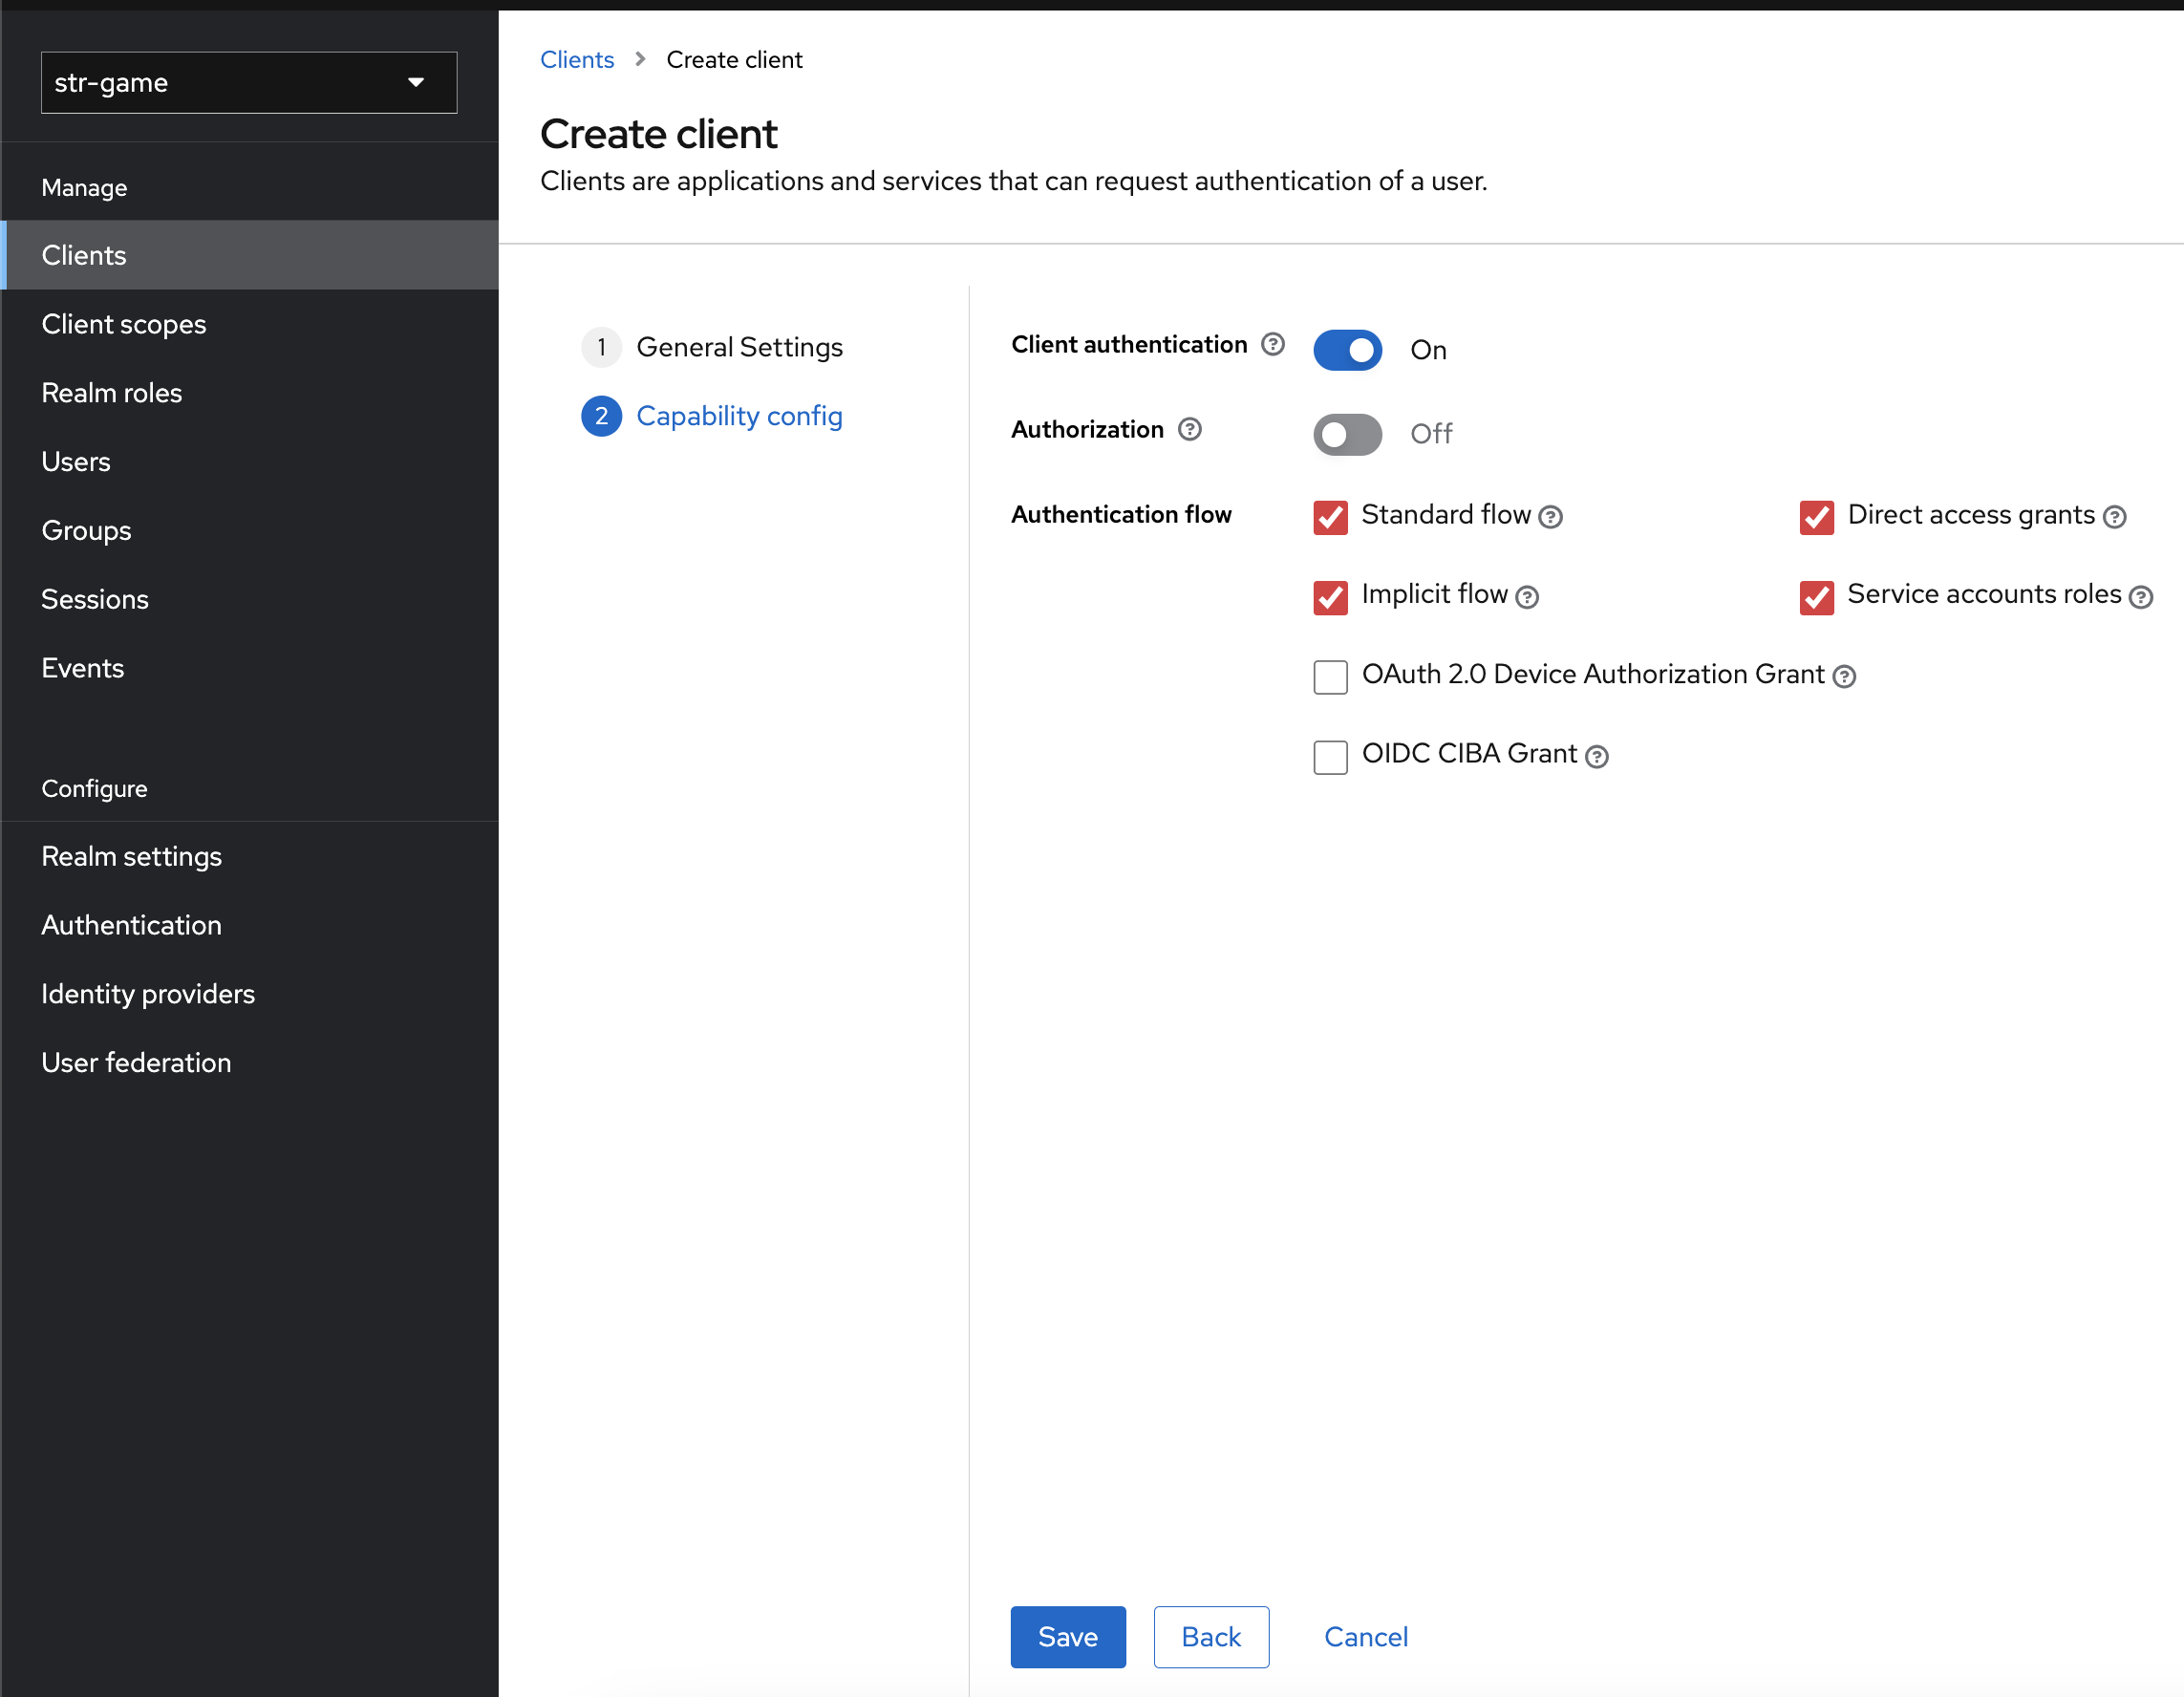 str-game
Manage
Clients
Client scopes
Realm roles
Users
Groups
Sessions
Events
Configure
Realm settings
Authentication
Identity providers
User federation
Clients > Create client
Create client
Clients are applications and services that can request authentication of a user.
1 General Settings
2 Capability config
Client authentication ? On
Authorization ? Off
Authentication flow
Standard flow ? Direct access grants ?
Implicit flow ? Service accounts roles ?
OAuth 2.0 Device Authorization Grant ?
OIDC CIBA Grant ?
Save Back Cancel